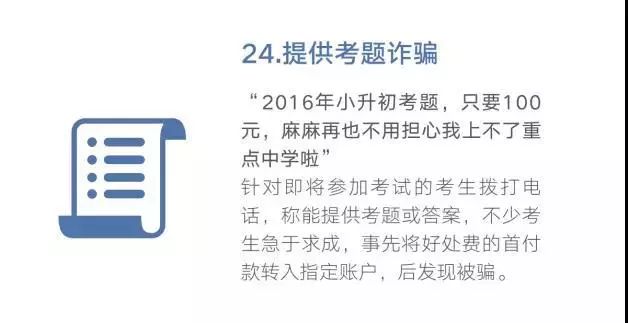 24.提供考题诈骗
“2016年小升初考题，只要100
元，麻麻再也不用担心我上不了重
点中学啦”
针对即将参加考试的考生拨打电
话，称能提供考题或答案，不少考
生急于求成，事先将好处费的首付
款转入指定账户，后发现被骗。